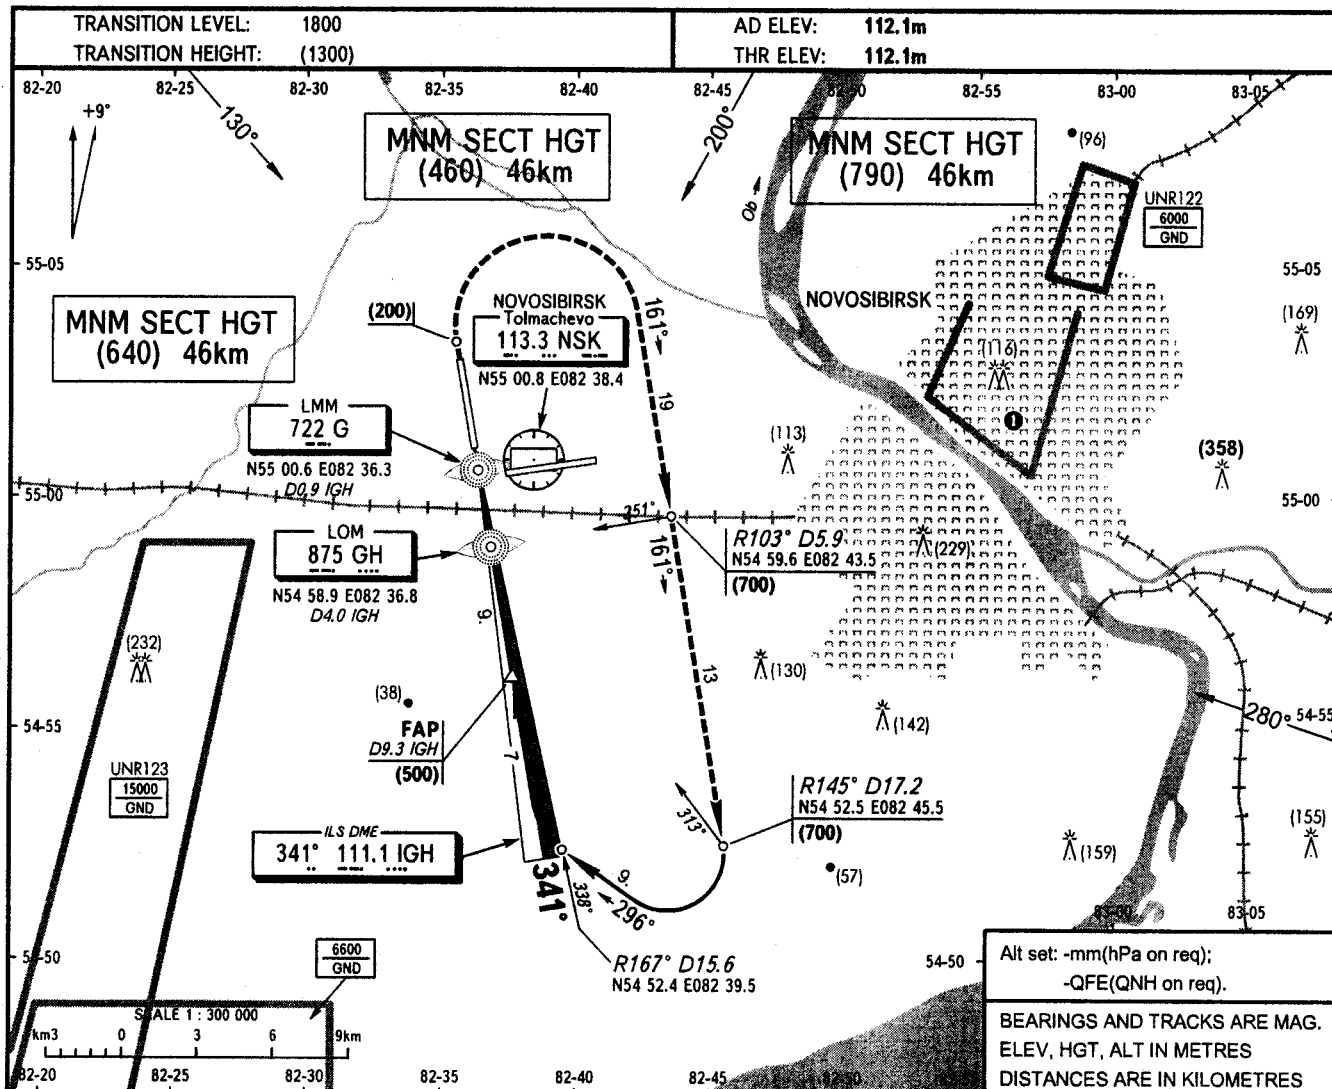 TRANSITION LEVEL: 1800
TRANSITION HEIGHT: (1300)
AD ELEV: 112.1m
THR ELEV: 112.1m
82-20 82-25 82-30 82-35 82-40 82-45 82-50 82-55 83-00 83-05
+9°
130°
MNM SECT HGT
(460) 46km
200°
MNM SECT HGT
(790) 46km
(96)
Ob
UNR122
6000
GND
55-05
55-05
MNM SECT HGT
(640) 46km
(200)
NOVOSIBIRSK
Tolmachevo
113.3 NSK
N55 00.8 E082 38.4
161°
NOVOSIBIRSK
(169)
(116)
1
19
LMM
722 G
N55 00.6 E082 36.3
D0.9 IGH
(113)
(358)
55-00
55-00
251°
LOM
875 GH
N54 58.9 E082 36.8
D4.0 IGH
161°
R103° D5.9
N54 59.6 E082 43.5
(700)
(229)
9.
(232)
13
(130)
(38)
FAP
D9.3 IGH
(500)
7
(142)
54-55
280°
54-55
UNR123
15000
GND
R145° D17.2
N54 52.5 E082 45.5
(700)
313°
ILS DME
341° 111.1 IGH
(155)
(159)
(57)
341°
338°
9.
296°
83-00 83-05
6600
GND
R167° D15.6
N54 52.4 E082 39.5
55-50
54-50
Alt set: -mm(hPa on req);
-QFE(QNH on req).
SCALE 1 : 300 000
km3 0 3 6 9km
BEARINGS AND TRACKS ARE MAG.
ELEV, HGT, ALT IN METRES
DISTANCES ARE IN KILOMETRES
82-20 82-25 82-30 82-35 82-40 82-45 82-50